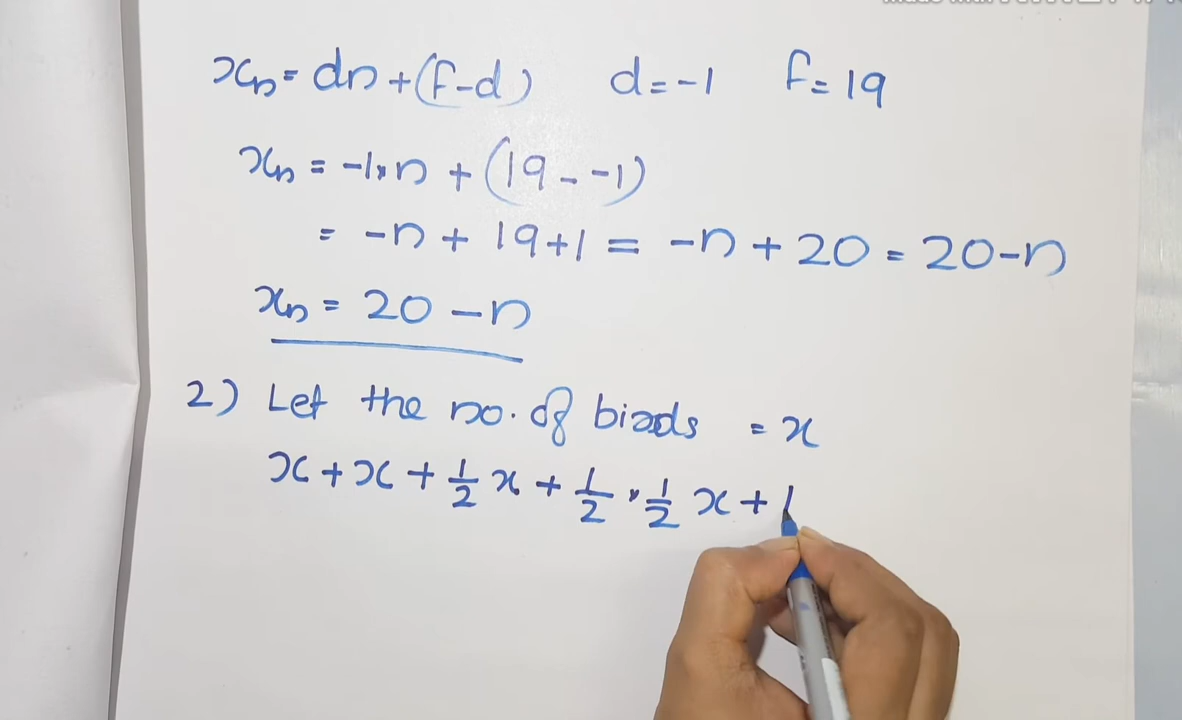 xₙ = dn + (f-d) d = -1 f = 19
xₙ = -1×n + (19 - -1)
= -n + 19+1 = -n + 20 = 20-n
xₙ = 20 - n
2) Let the no. of birds = x
x + x + 1/2 x + 1/2 × 1/2 x + 1